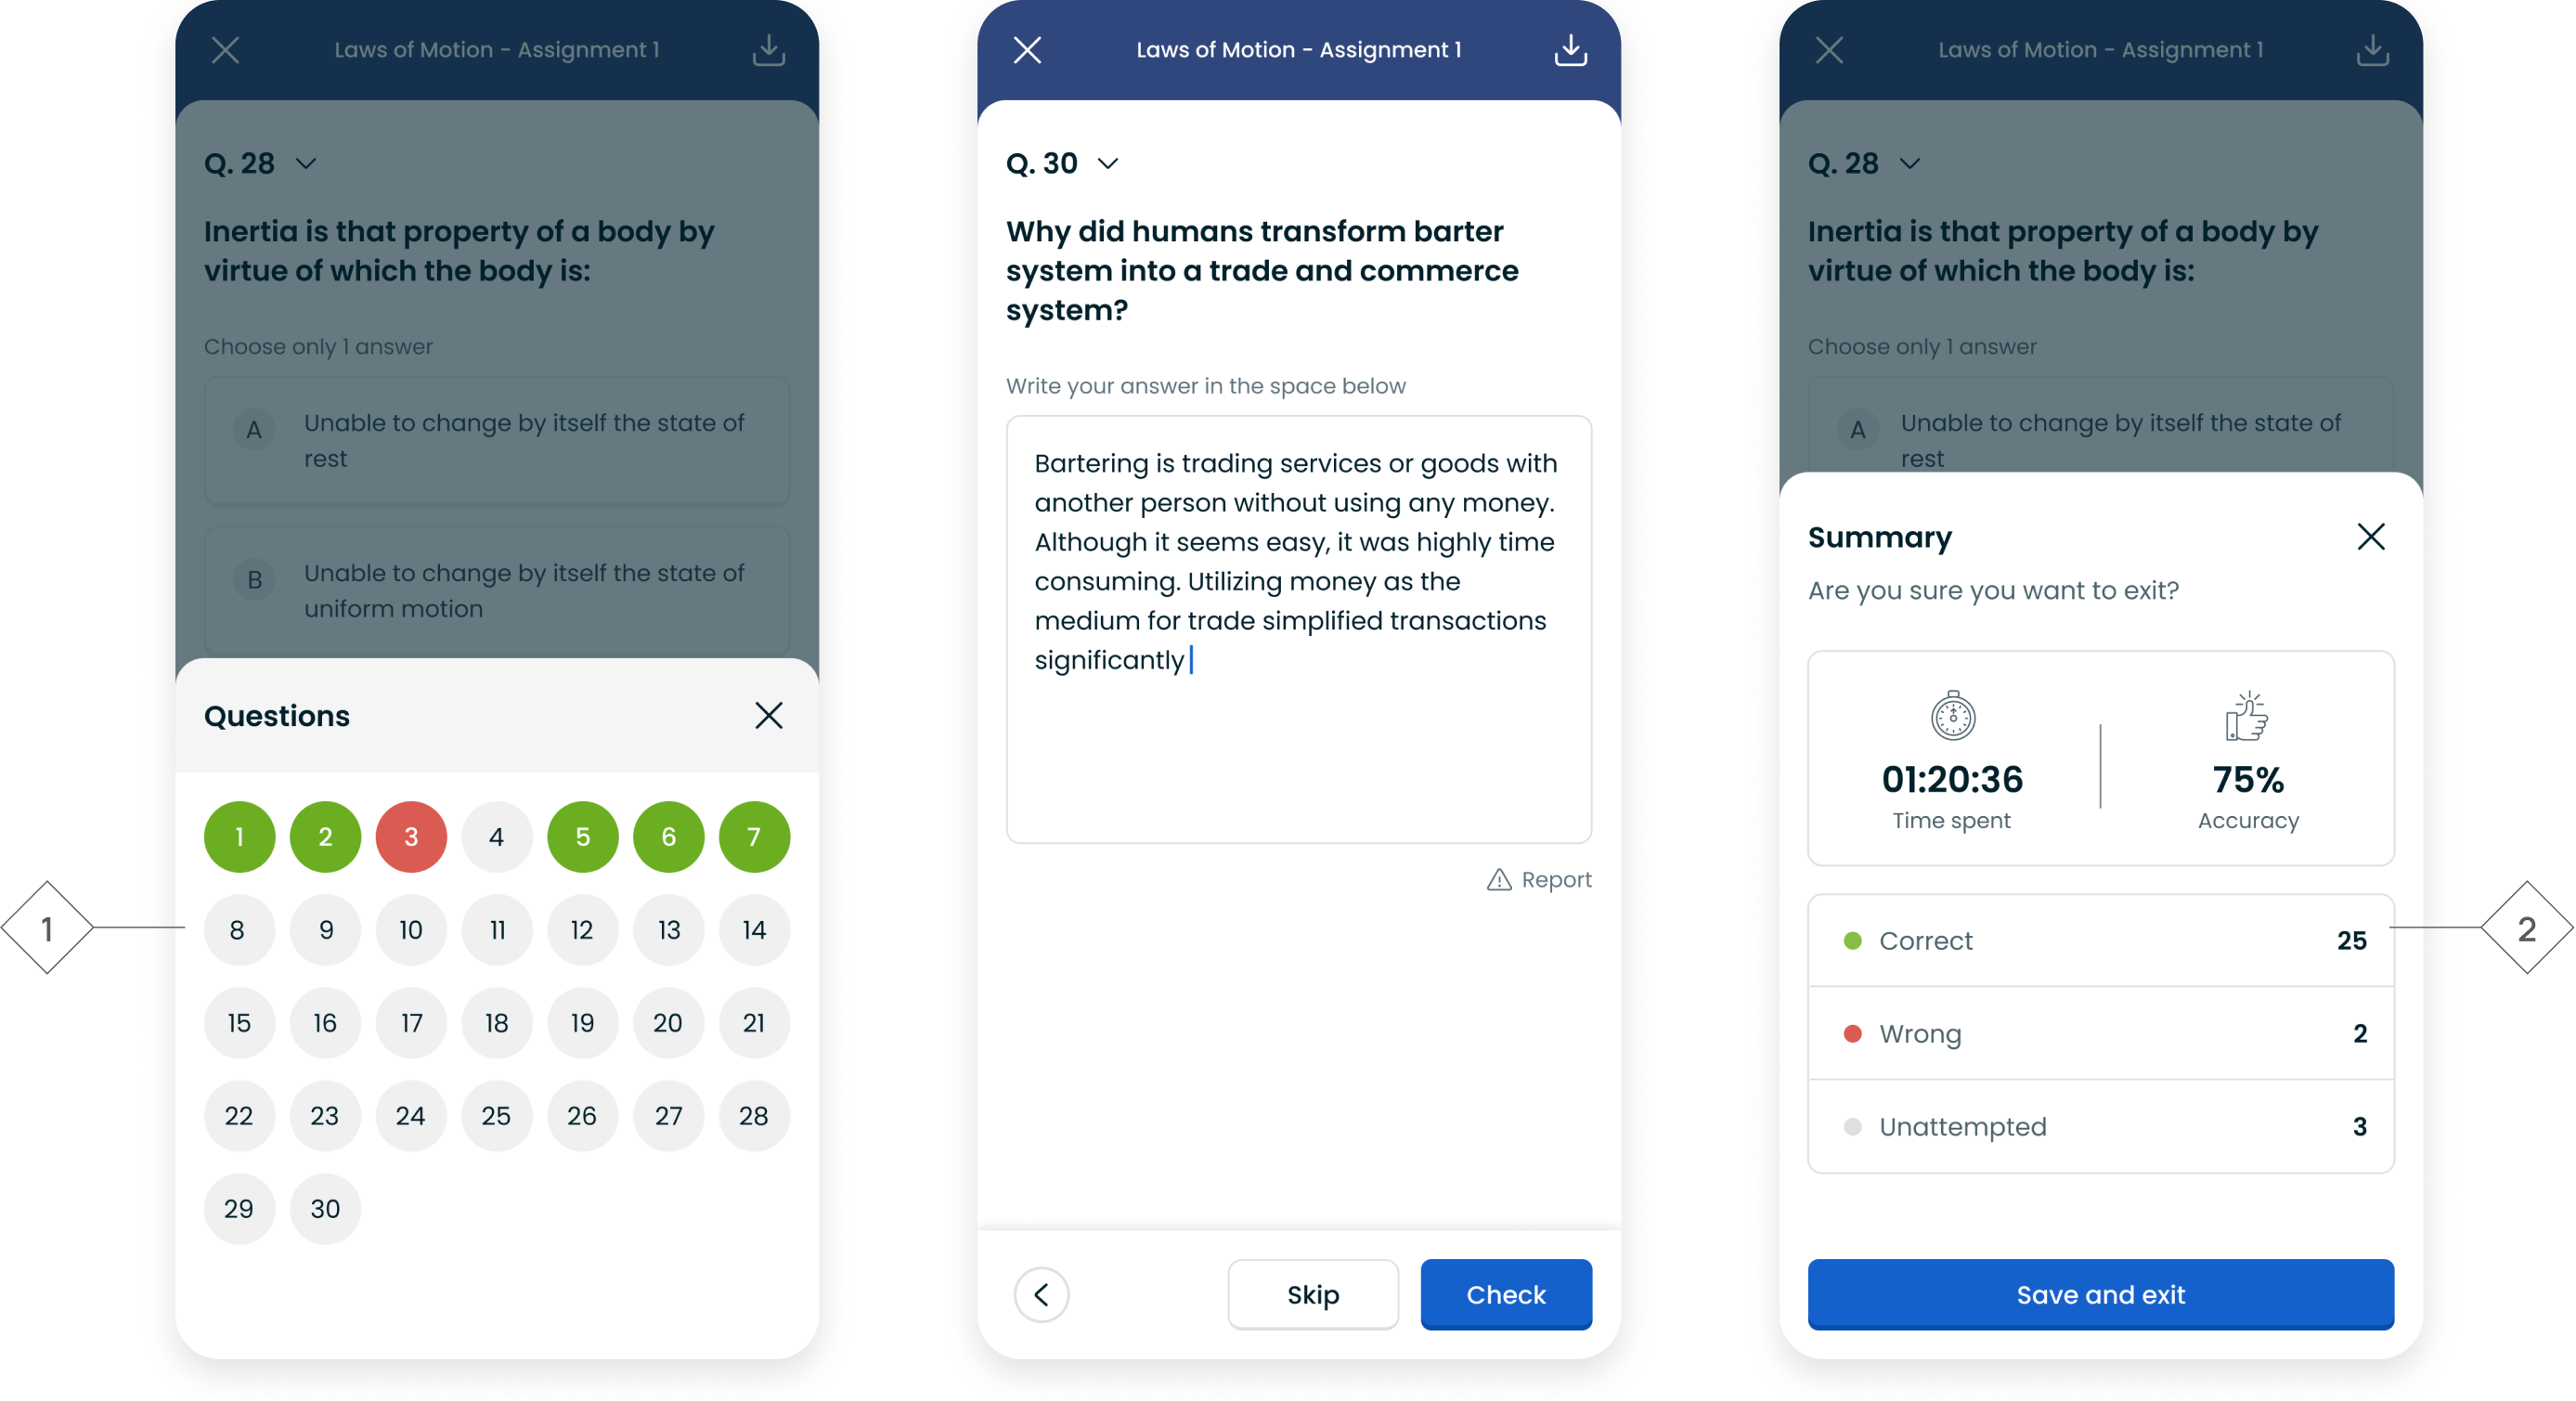 Laws of Motion - Assignment 1
Q. 28
Inertia is that property of a body by
virtue of which the body is:
Choose only 1 answer
A Unable to change by itself the state of
rest
B Unable to change by itself the state of
uniform motion
Questions
1 2 3 4 5 6 7
8 9 10 11 12 13 14
15 16 17 18 19 20 21
22 23 24 25 26 27 28
29 30
1
Laws of Motion - Assignment 1
Q. 30
Why did humans transform barter
system into a trade and commerce
system?
Write your answer in the space below
Bartering is trading services or goods with
another person without using any money.
Although it seems easy, it was highly time
consuming. Utilizing money as the
medium for trade simplified transactions
significantly
Report
Skip Check
Laws of Motion - Assignment 1
Q. 28
Inertia is that property of a body by
virtue of which the body is:
Choose only 1 answer
A Unable to change by itself the state of
rest
Summary
Are you sure you want to exit?
01:20:36 75%
Time spent Accuracy
Correct 25
Wrong 2
Unattempted 3
Save and exit
2